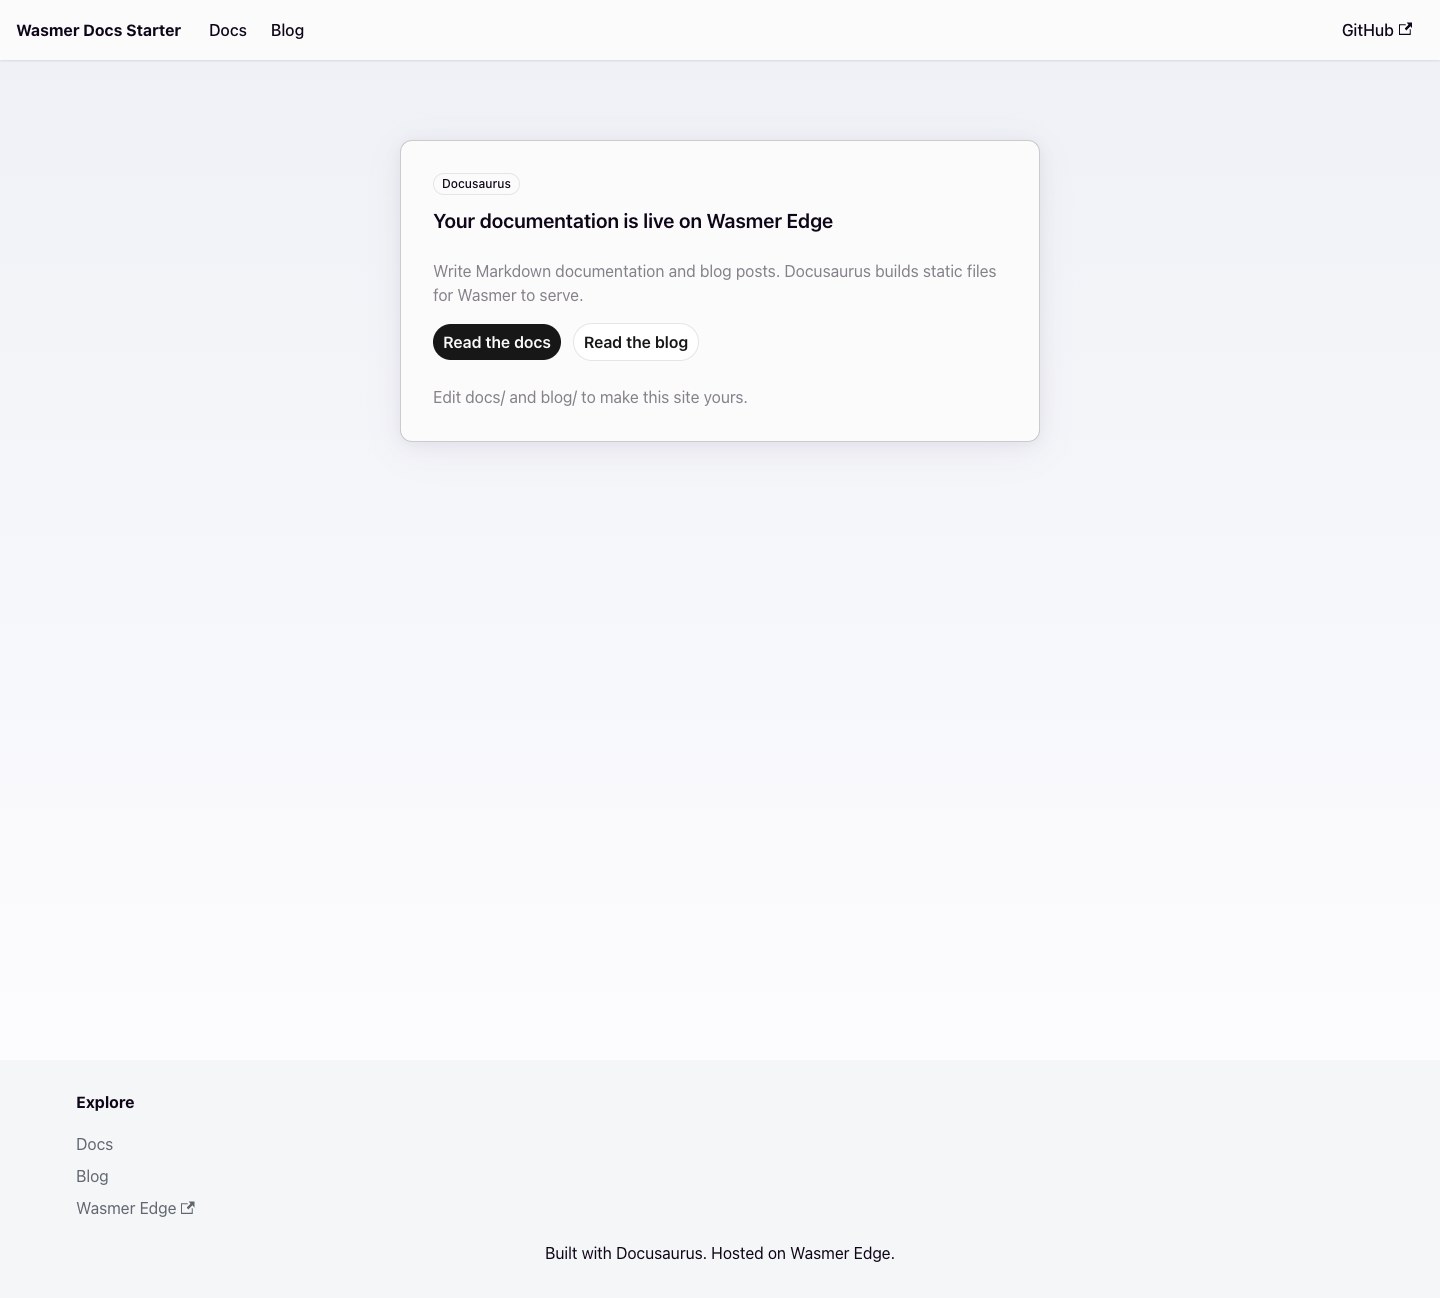 Wasmer Docs Starter Docs Blog GitHub
Docusaurus
Your documentation is live on Wasmer Edge
Write Markdown documentation and blog posts. Docusaurus builds static files
for Wasmer to serve.
Read the docs Read the blog
Edit docs/ and blog/ to make this site yours.
Explore
Docs
Blog
Wasmer Edge
Built with Docusaurus. Hosted on Wasmer Edge.